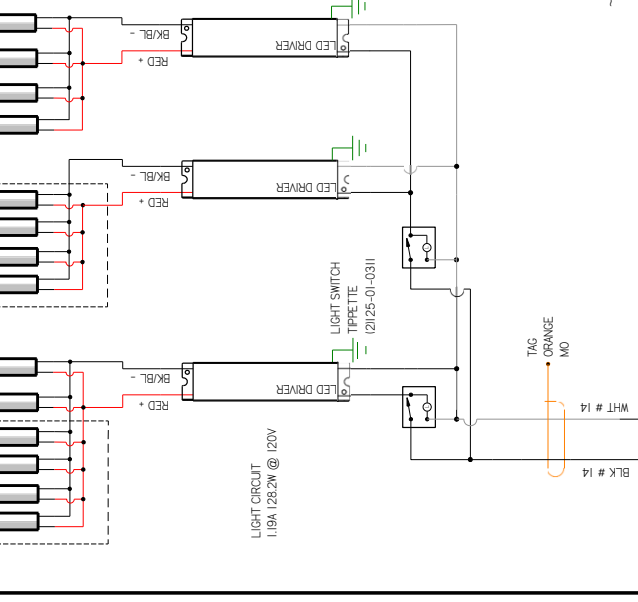 BK/BL -
RED +
LED DRIVER
BK/BL -
RED +
LED DRIVER
LIGHT SWITCH
TIPPETTE
(2)125-01-0311
BK/BL -
RED +
LED DRIVER
TAG
ORANGE
MO
WHT # 14
BLK # 14
LIGHT CIRCUIT
1.19A 128.2W @ 120V